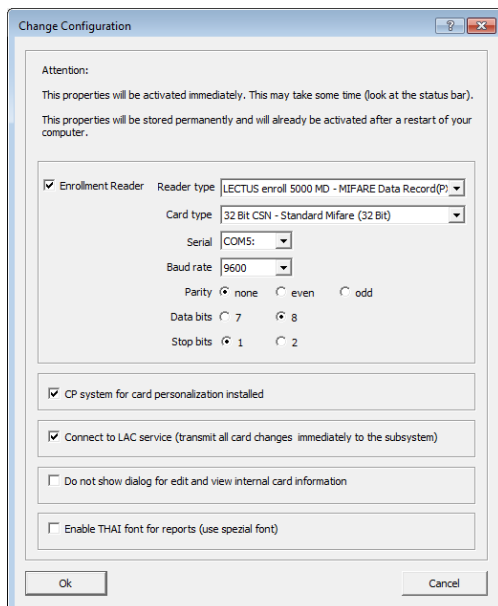 Change Configuration
Attention:
This properties will be activated immediately. This may take some time (look at the status bar).
This properties will be stored permanently and will already be activated after a restart of your
computer.
Enrollment Reader Reader type LECTUS enroll 5000 MD - MIFARE Data Record(P)
Card type 32 Bit CSN - Standard Mifare (32 Bit)
Serial COM5:
Baud rate 9600
Parity none even odd
Data bits 7 8
Stop bits 1 2
CP system for card personalization installed
Connect to LAC service (transmit all card changes immediately to the subsystem)
Do not show dialog for edit and view internal card information
Enable THAI font for reports (use spezial font)
Ok Cancel